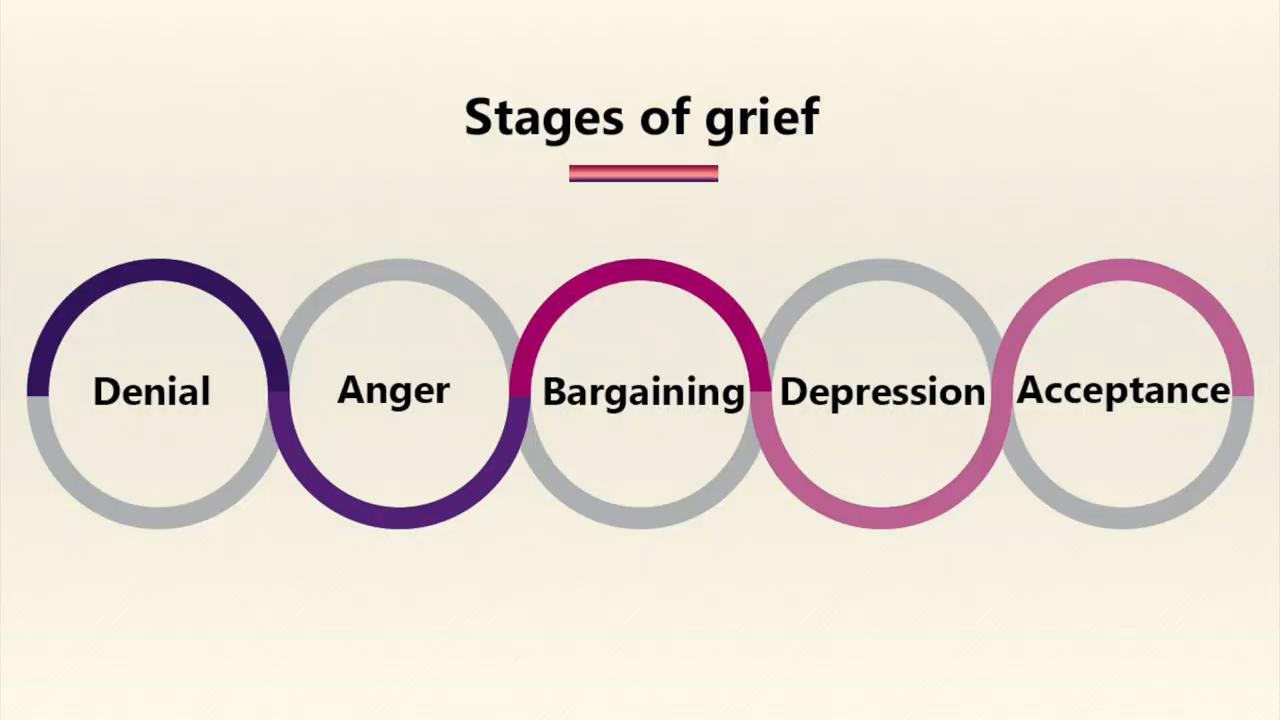 Stages of grief
Denial
Anger
Bargaining
Depression
Acceptance